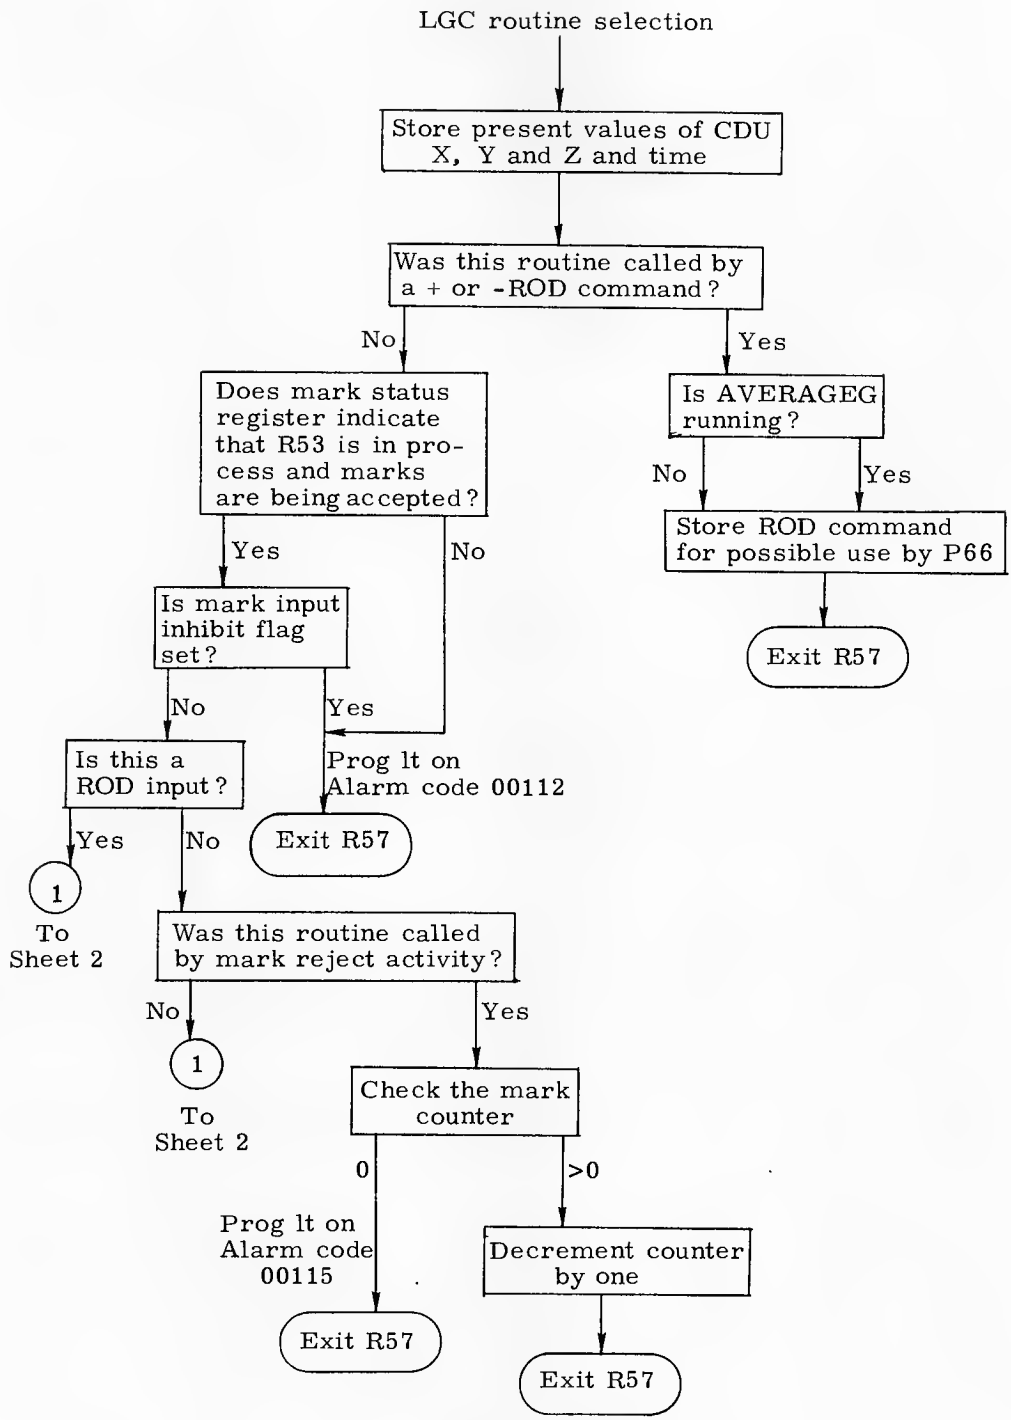 LGC routine selection
Store present values of CDU
X, Y and Z and time
Was this routine called by
a + or -ROD command?
No
Yes
Does mark status
register indicate
that R53 is in pro-
cess and marks
are being accepted?
Is AVERAGEG
running?
No
Yes
Store ROD command
for possible use by P66
Exit R57
Yes
No
Is mark input
inhibit flag
set?
No
Yes
Prog lt on
Alarm code 00112
Exit R57
Is this a
ROD input?
Yes
No
1
To
Sheet 2
Was this routine called
by mark reject activity?
No
Yes
1
To
Sheet 2
Check the mark
counter
0
>0
Prog lt on
Alarm code
00115
Decrement counter
by one
Exit R57
Exit R57